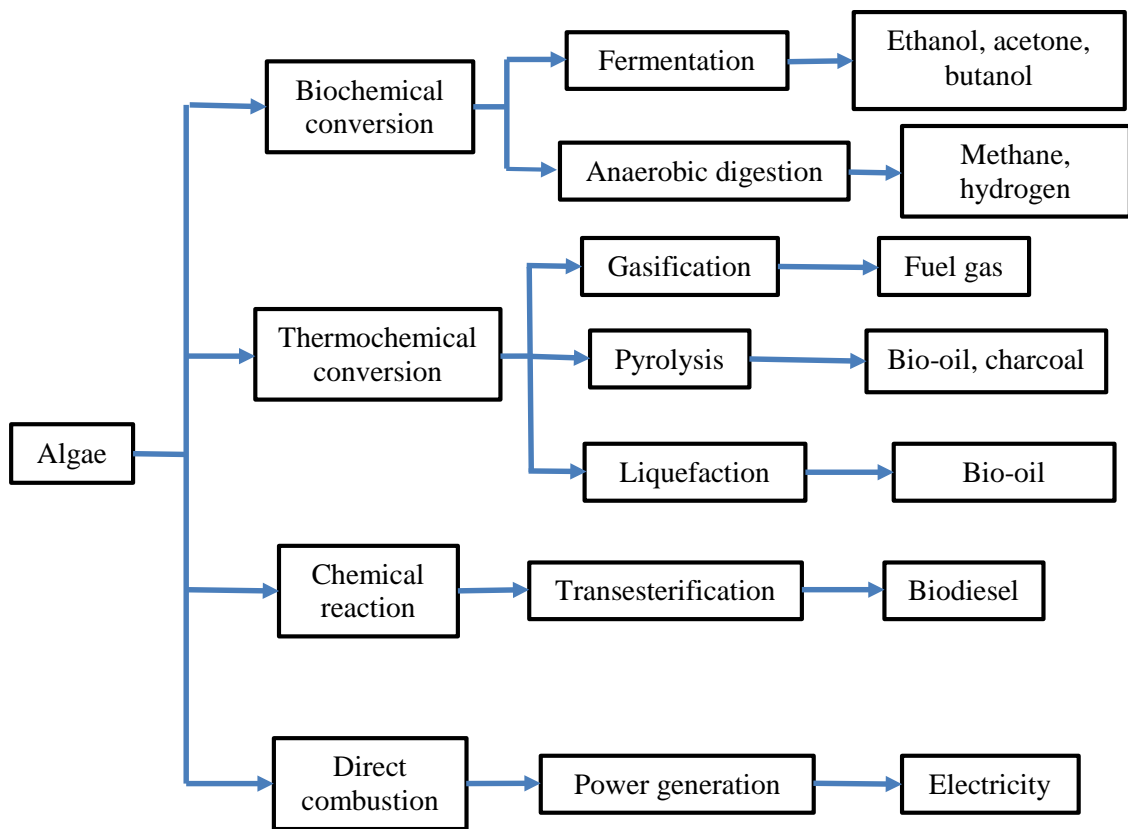 Algae
Biochemical
conversion
Fermentation
Ethanol, acetone,
butanol
Anaerobic digestion
Methane,
hydrogen
Thermochemical
conversion
Gasification
Fuel gas
Pyrolysis
Bio-oil, charcoal
Liquefaction
Bio-oil
Chemical
reaction
Transesterification
Biodiesel
Direct
combustion
Power generation
Electricity